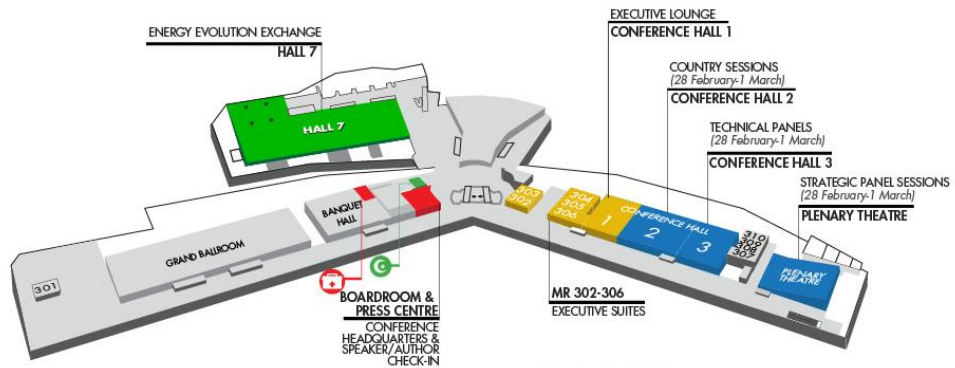 ENERGY EVOLUTION EXCHANGE
HALL 7
EXECUTIVE LOUNGE
CONFERENCE HALL 1
COUNTRY SESSIONS
(28 February-1 March)
CONFERENCE HALL 2
TECHNICAL PANELS
(28 February-1 March)
CONFERENCE HALL 3
STRATEGIC PANEL SESSIONS
(28 February-1 March)
PLENARY THEATRE
HALL 7
303
302
304
305
306
CONFERENCE HALL
1
2
3
310
309
308
307
PLENARY
THEATRE
BANQUET
HALL
GRAND BALLROOM
301
BOARDROOM &
PRESS CENTRE
CONFERENCE
HEADQUARTERS &
SPEAKER/AUTHOR
CHECK-IN
MR 302-306
EXECUTIVE SUITES